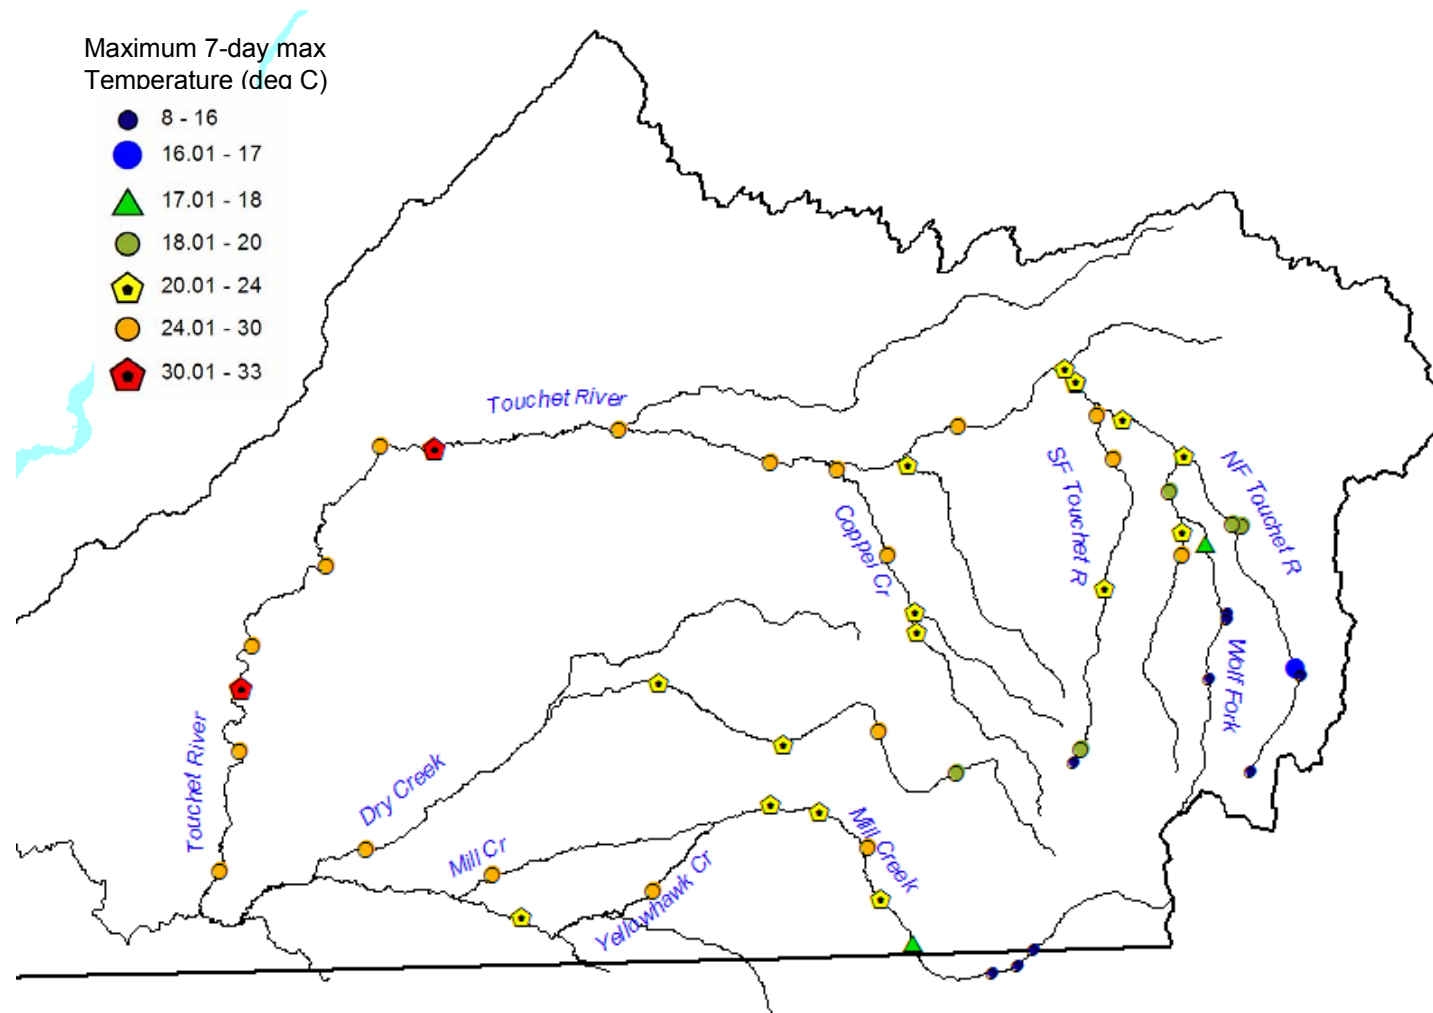 Maximum 7-day max
Temperature (deg C)
8 - 16
16.01 - 17
17.01 - 18
18.01 - 20
20.01 - 24
24.01 - 30
30.01 - 33
Touchet River
SF Touchet R
NF Touchet R
Coppei Cr
Wolf Fork
Touchet River
Dry Creek
Mill Cr
Mill Creek
Yellowhawk Cr